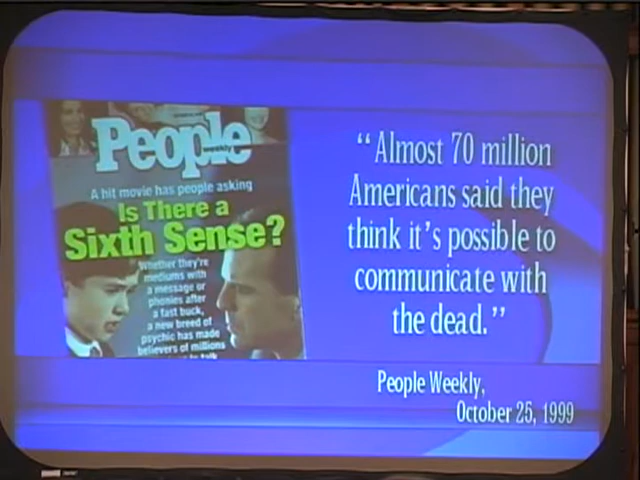 People
weekly
A hit movie has people asking
Is There a
Sixth Sense?
Whether they're
mediums with
a message or
phonies after
a fast buck,
a new breed of
psychic has made
believers of millions
to talk
“Almost 70 million
Americans said they
think it's possible to
communicate with
the dead.”
People Weekly,
October 25, 1999